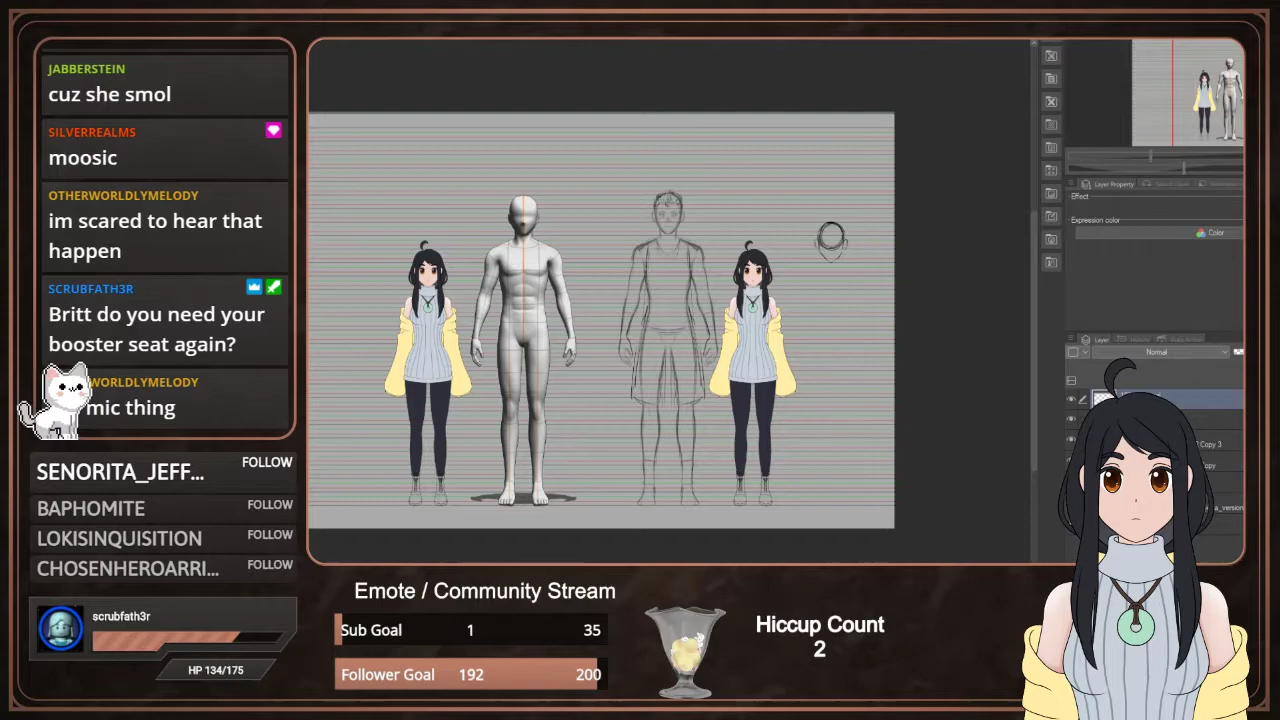 JABBERSTEIN
cuz she smol
SILVERREALMS
moosic
OTHERWORLDLYMELODY
im scared to hear that
happen
SCRUBFATH3R
Britt do you need your
booster seat again?
WORLDLYMELODY
mic thing
SENORITA_JEFF... FOLLOW
BAPHOMITE FOLLOW
LOKISINQUISITION FOLLOW
CHOSENHEROARRI... FOLLOW
scrubfath3r
HP 134/175
Emote / Community Stream
Sub Goal 1 35
Follower Goal 192 200
Hiccup Count
2
Layer Property
Effect
Expression color
Color
Layer
Normal
Copy 3